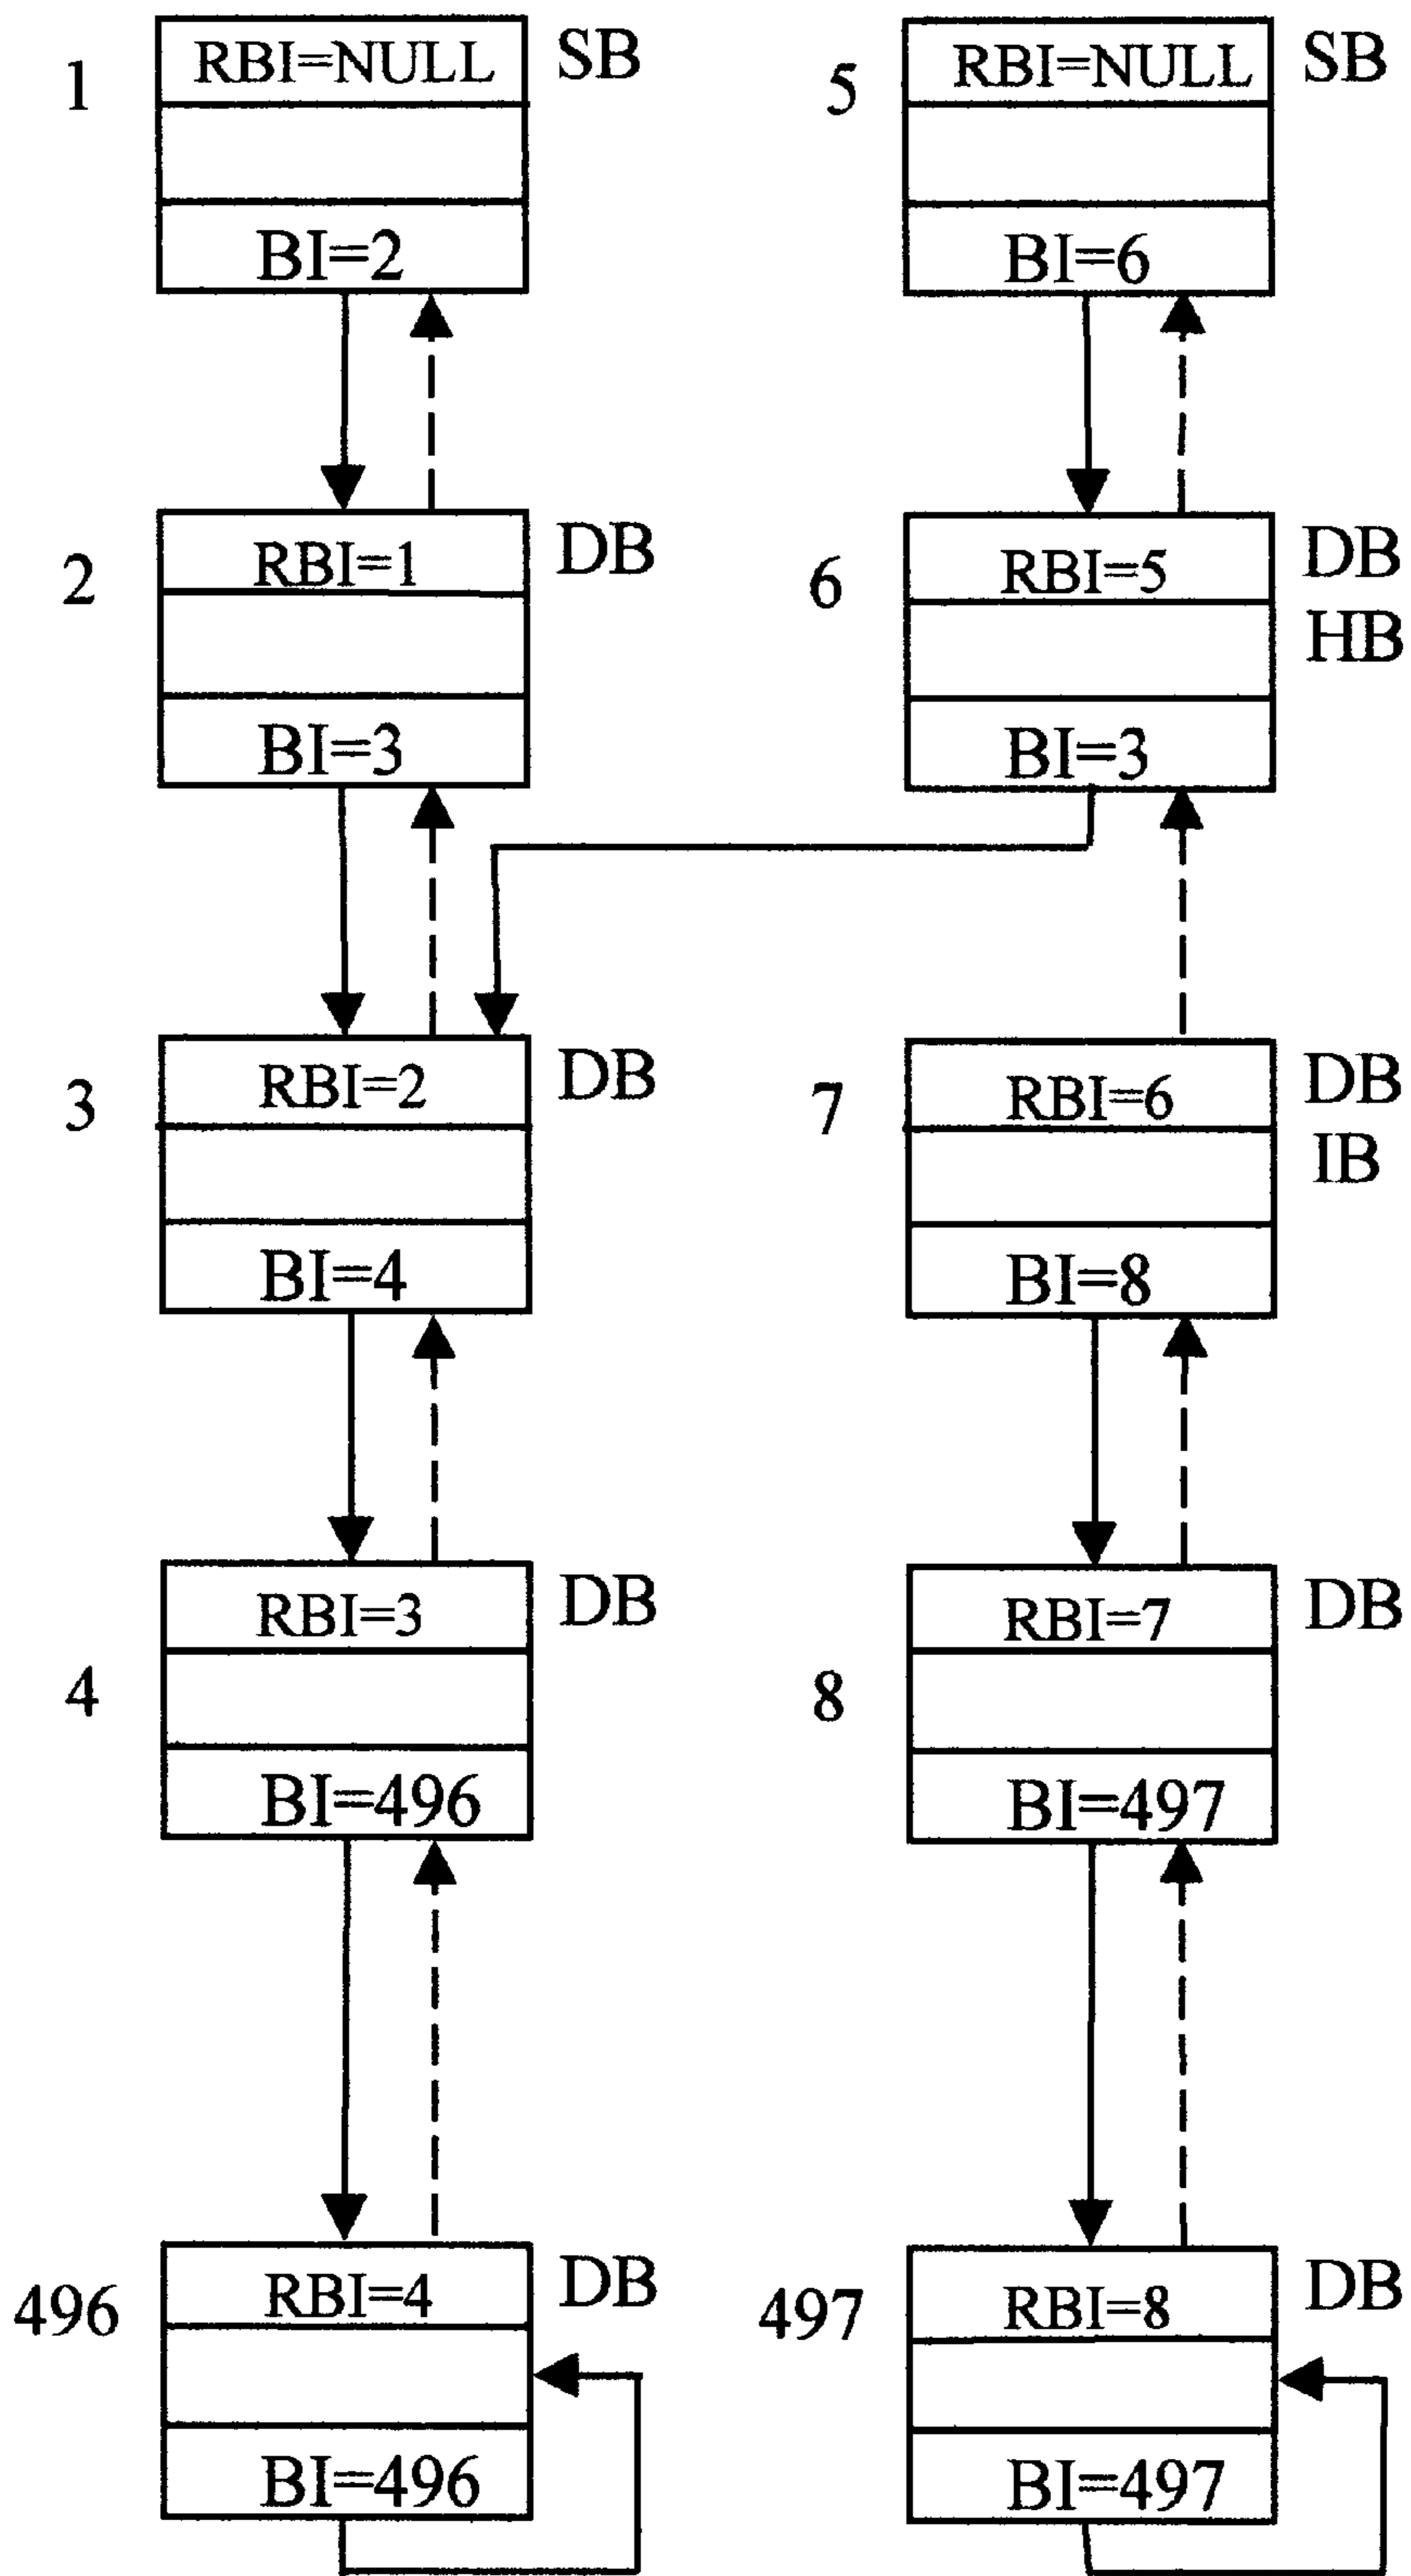 1 RBI=NULL SB
BI=2
5 RBI=NULL SB
BI=6
2 RBI=1 DB
BI=3
6 RBI=5 DB
HB
BI=3
3 RBI=2 DB
BI=4
7 RBI=6 DB
IB
BI=8
4 RBI=3 DB
BI=496
8 RBI=7 DB
BI=497
496 RBI=4 DB
BI=496
497 RBI=8 DB
BI=497